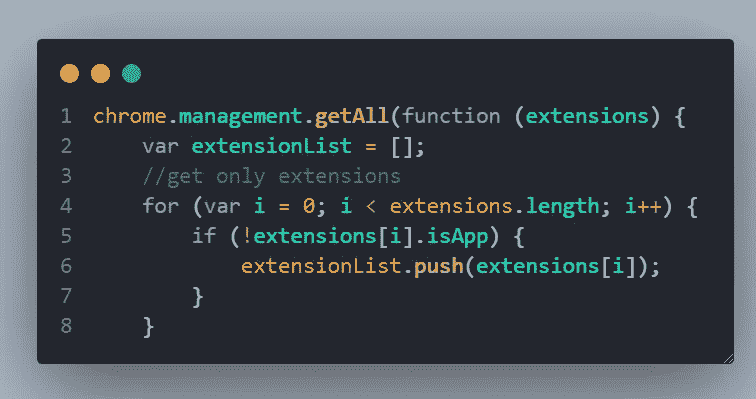 1 chrome.management.getAll(function (extensions) {
2     var extensionList = [];
3     //get only extensions
4     for (var i = 0; i < extensions.length; i++) {
5         if (!extensions[i].isApp) {
6             extensionList.push(extensions[i]);
7         }
8     }